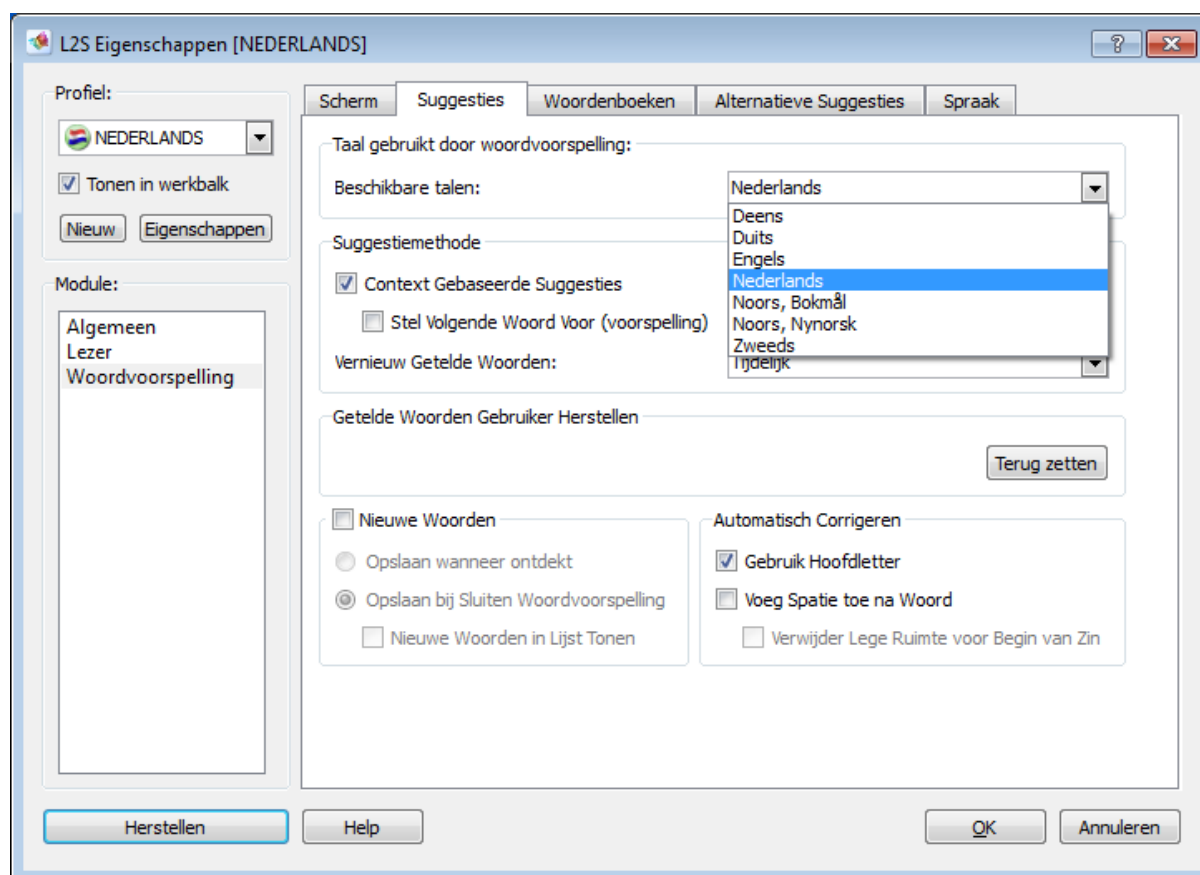 L2S Eigenschappen [NEDERLANDS]
Profiel:
NEDERLANDS
Tonen in werkbalk
Nieuw Eigenschappen
Module:
Algemeen
Lezer
Woordvoorspelling
Scherm Suggesties Woordenboeken Alternatieve Suggesties Spraak
Taal gebruikt door woordvoorspelling:
Beschikbare talen: Nederlands
Deens
Duits
Engels
Nederlands
Noors, Bokmål
Noors, Nynorsk
Zweeds
Suggestiemethode
Context Gebaseerde Suggesties
Stel Volgende Woord Voor (voorspelling)
Vernieuw Getelde Woorden: Tijdelijk
Getelde Woorden Gebruiker Herstellen
Terug zetten
Nieuwe Woorden
Opslaan wanneer ontdekt
Opslaan bij Sluiten Woordvoorspelling
Nieuwe Woorden in Lijst Tonen
Automatisch Corrigeren
Gebruik Hoofdletter
Voeg Spatie toe na Woord
Verwijder Lege Ruimte voor Begin van Zin
Herstellen Help OK Annuleren